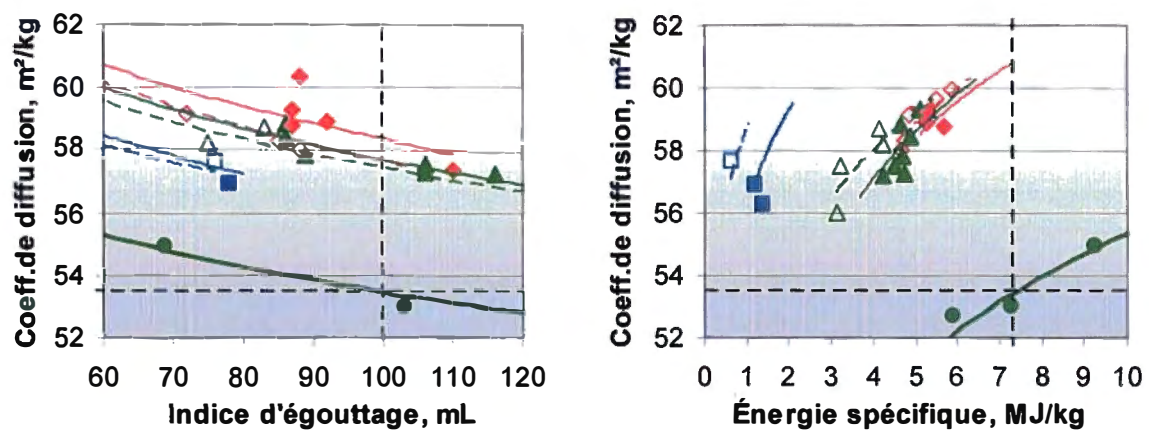 Coeff.de diffusion, m²/kg
62
60
58
56
54
52
60 70 80 90 100 110 120
Indice d'égouttage, mL
Coeff.de diffusion, m²/kg
62
60
58
56
54
52
0 1 2 3 4 5 6 7 8 9 10
Énergie spécifique, MJ/kg